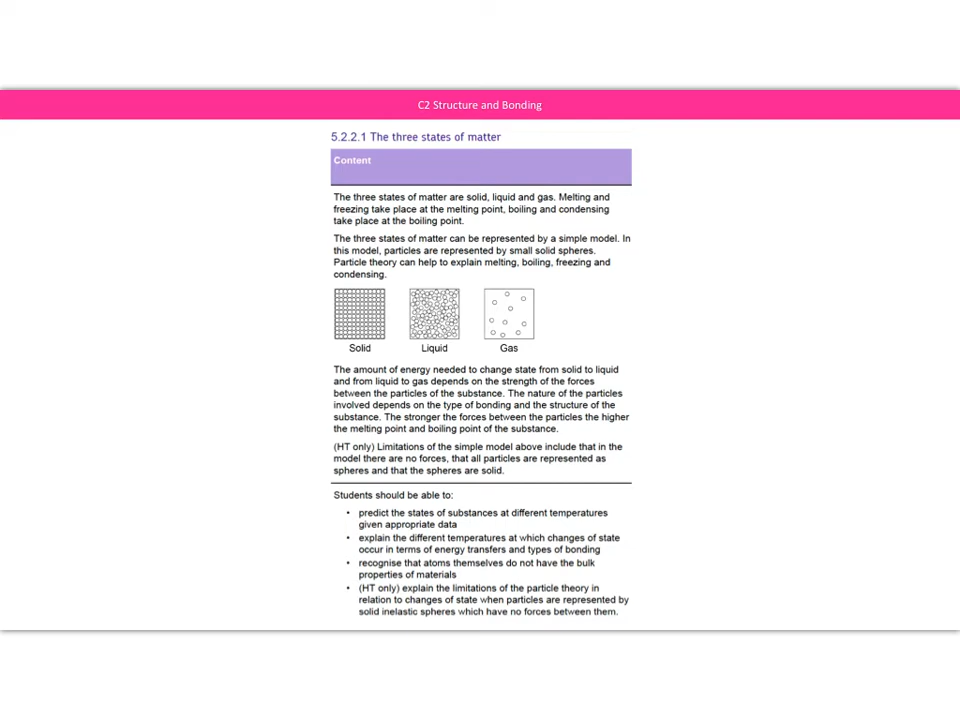 C2 Structure and Bonding
5.2.2.1 The three states of matter
Content
The three states of matter are solid, liquid and gas. Melting and
freezing take place at the melting point, boiling and condensing
take place at the boiling point.
The three states of matter can be represented by a simple model. In
this model, particles are represented by small solid spheres.
Particle theory can help to explain melting, boiling, freezing and
condensing.
Solid Liquid Gas
The amount of energy needed to change state from solid to liquid
and from liquid to gas depends on the strength of the forces
between the particles of the substance. The nature of the particles
involved depends on the type of bonding and the structure of the
substance. The stronger the forces between the particles the higher
the melting point and boiling point of the substance.
(HT only) Limitations of the simple model above include that in the
model there are no forces, that all particles are represented as
spheres and that the spheres are solid.
Students should be able to:
• predict the states of substances at different temperatures
given appropriate data
• explain the different temperatures at which changes of state
occur in terms of energy transfers and types of bonding
• recognise that atoms themselves do not have the bulk
properties of materials
• (HT only) explain the limitations of the particle theory in
relation to changes of state when particles are represented by
solid inelastic spheres which have no forces between them.